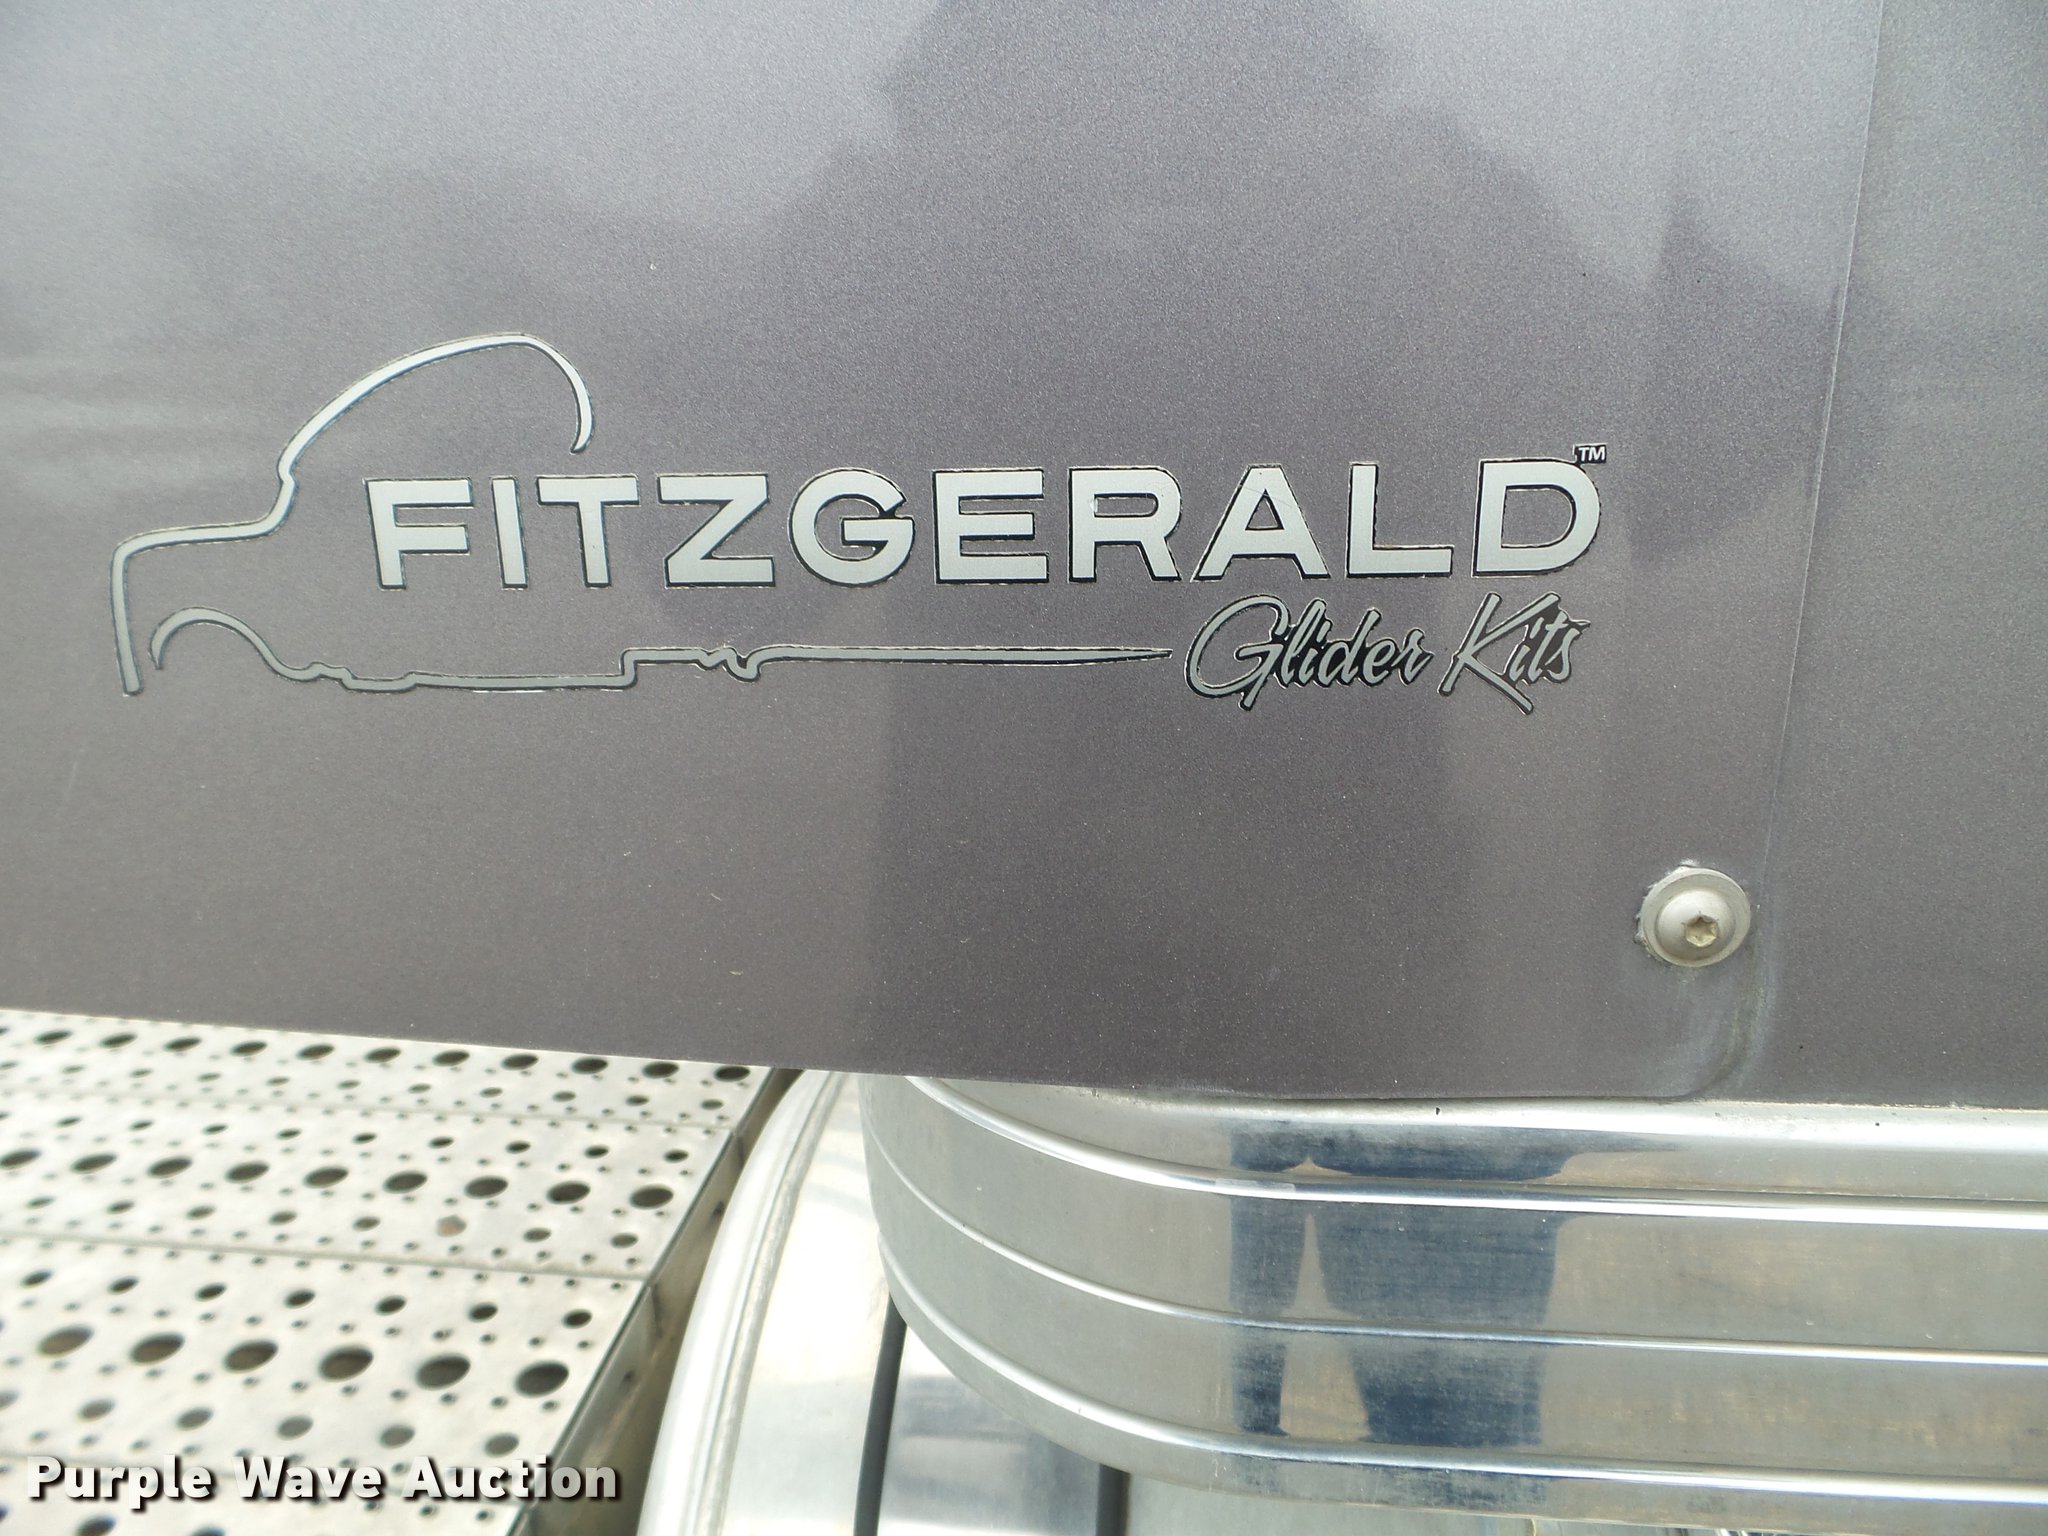 FITZGERALD™
Glider Kits
Purple Wave Auction